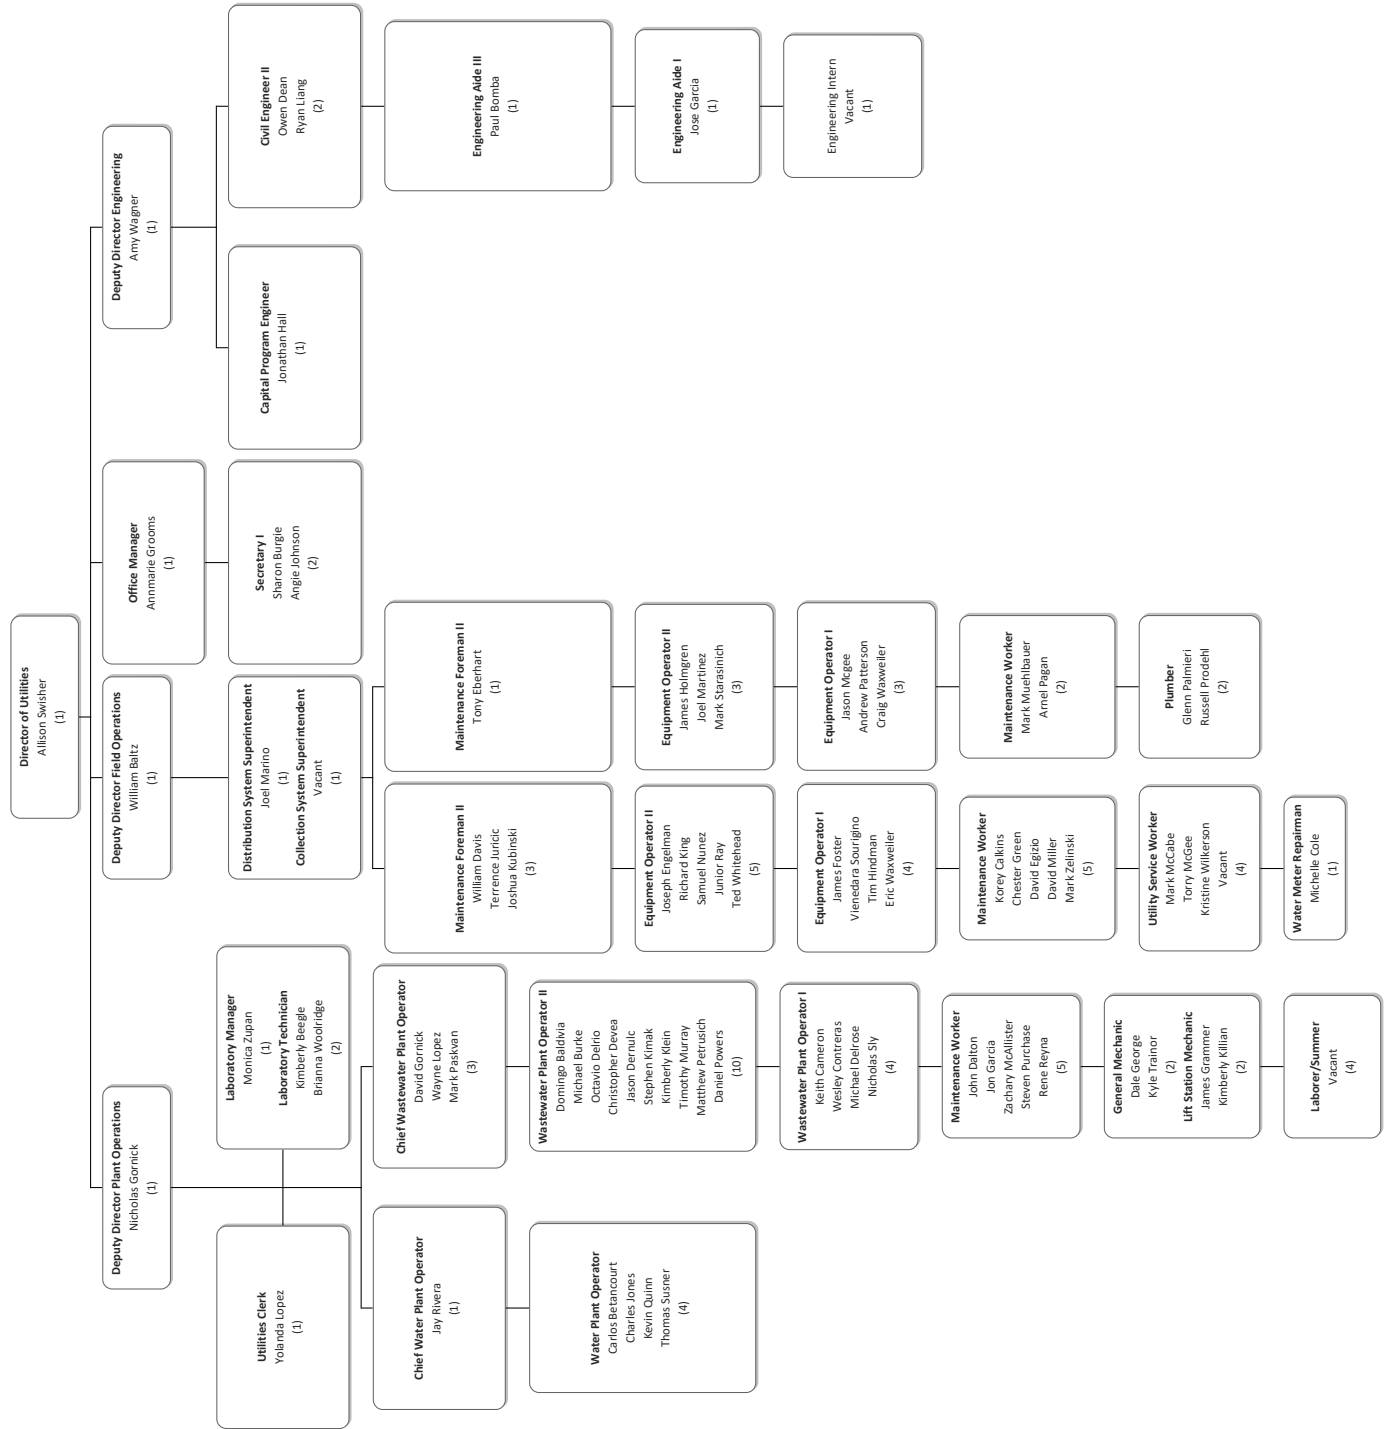 Director of Utilities
Allison Swisher
(1)
Deputy Director Plant Operations
Nicholas Gornick
(1)
Utilities Clerk
Yolanda Lopez
(1)
Laboratory Manager
Monica Zupan
(1)
Laboratory Technician
Kimberly Beegle
Brianna Woolridge
(2)
Chief Water Plant Operator
Jay Rivera
(1)
Water Plant Operator
Carlos Betancourt
Charles Jones
Kevin Quinn
Thomas Susner
(4)
Chief Wastewater Plant Operator
David Gornick
Wayne Lopez
Mark Paskvan
(3)
Wastewater Plant Operator II
Domingo Baldivia
Michael Burke
Octavio Delrio
Christopher Devea
Jason Dernulc
Stephen Kimak
Kimberly Klein
Timothy Murray
Matthew Petrusich
Daniel Powers
(10)
Wastewater Plant Operator I
Keith Cameron
Wesley Contreras
Michael Delrose
Nicholas Sly
(4)
Maintenance Worker
John Dalton
Jon Garcia
Zachary McAllister
Steven Purchase
Rene Reyna
(5)
General Mechanic
Dale George
Kyle Trainor
(2)
Lift Station Mechanic
James Grammer
Kimberly Killian
(2)
Laborer/Summer
Vacant
(4)
Deputy Director Field Operations
William Baltz
(1)
Distribution System Superintendent
Joel Marino
(1)
Collection System Superintendent
Vacant
(1)
Maintenance Foreman II
William Davis
Terrence Juricic
Joshua Kubinski
(3)
Equipment Operator II
Joseph Engelman
Richard King
Samuel Nunez
Junior Ray
Ted Whitehead
(5)
Equipment Operator I
James Foster
Vienedara Sourigino
Tim Hindman
Eric Waxweiler
(4)
Maintenance Worker
Korey Calkins
Chester Green
David Egizio
David Miller
Mark Zelinski
(5)
Utility Service Worker
Mark McCabe
Torry McGee
Kristine Wilkerson
Vacant
(4)
Water Meter Repairman
Michelle Cole
(1)
Maintenance Foreman II
Tony Eberhart
(1)
Equipment Operator II
James Holmgren
Joel Martinez
Mark Starasinich
(3)
Equipment Operator I
Jason Mcgee
Andrew Patterson
Craig Waxweiler
(3)
Maintenance Worker
Mark Muehlbauer
Arnel Pagan
(2)
Plumber
Glenn Palmieri
Russell Prodehl
(2)
Office Manager
Annmarie Grooms
(1)
Secretary I
Sharon Burgie
Angie Johnson
(2)
Deputy Director Engineering
Amy Wagner
(1)
Capital Program Engineer
Jonathan Hall
(1)
Civil Engineer II
Owen Dean
Ryan Liang
(2)
Engineering Aide III
Paul Bomba
(1)
Engineering Aide I
Jose Garcia
(1)
Engineering Intern
Vacant
(1)